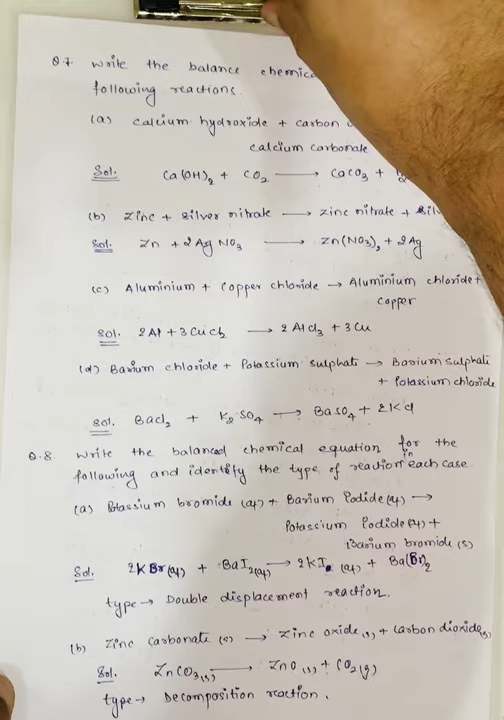 Q.7 Write the balance chemic
following reactions.
(a) calcium hydroxide + carbon
calcium carbonate
Sol. Ca(OH)2 + CO2 → CaCO3 +
(b) Zinc + silver nitrate → zinc nitrate + sil
Sol. Zn + 2AgNO3 → Zn(NO3)2 + 2Ag
(c) Aluminium + copper chloride → Aluminium chloride +
copper
Sol. 2Al + 3CuCl2 → 2AlCl3 + 3Cu
(d) Barium chloride + Potassium sulphate → Barium sulphate
+ Potassium chloride
Sol. BaCl2 + K2SO4 → BaSO4 + 2KCl
Q.8 Write the balanced chemical equation for the
following and identify the type of reaction in each case.
(a) Potassium bromide (aq) + Barium Iodide (aq) →
Potassium Iodide (aq) +
Barium bromide (s)
Sol. 2KBr(aq) + BaI2(aq) → 2KI (aq) + Ba(Br)2
type → Double displacement reaction.
(b) Zinc carbonate (s) → Zinc oxide (s) + Carbon dioxide
Sol. ZnCO3(s) → ZnO (s) + CO2(g)
type → Decomposition reaction.